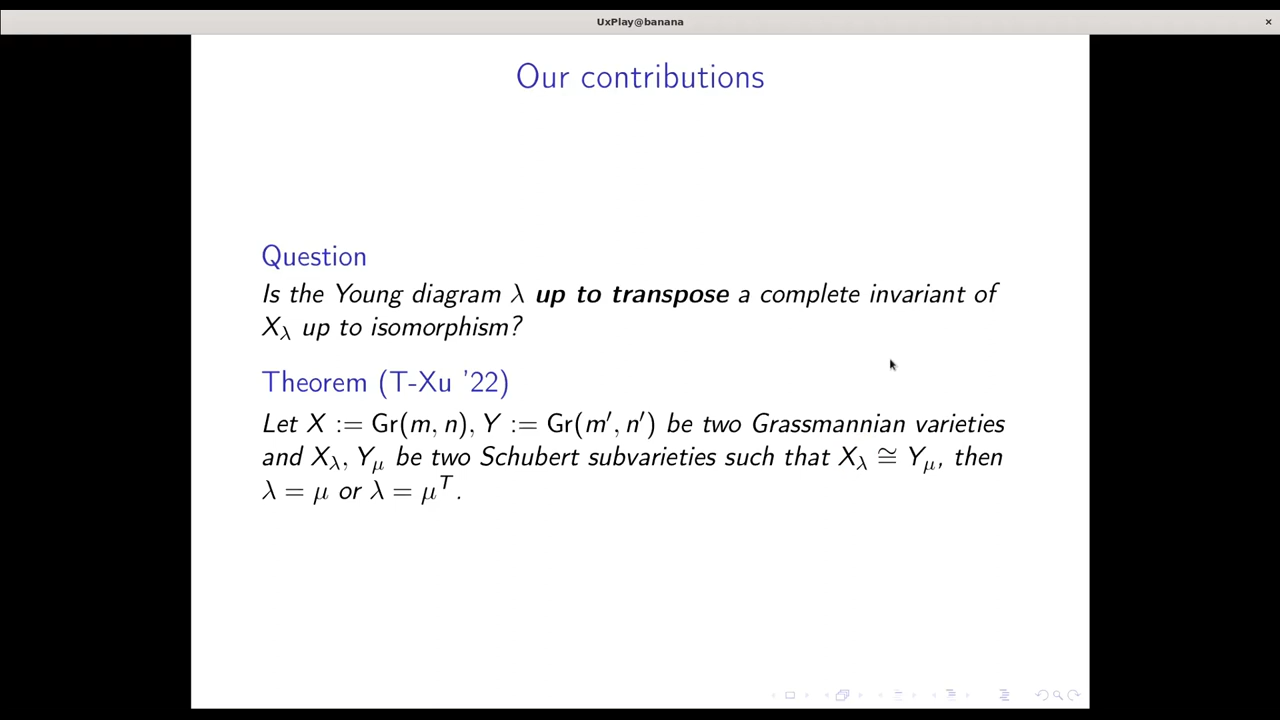 UxPlay@banana
×
Our contributions
Question
Is the Young diagram λ up to transpose a complete invariant of
X_λ up to isomorphism?
Theorem (T-Xu '22)
Let X := Gr(m, n), Y := Gr(m′, n′) be two Grassmannian varieties
and X_λ, Y_μ be two Schubert subvarieties such that X_λ ≅ Y_μ, then
λ = μ or λ = μ^T.